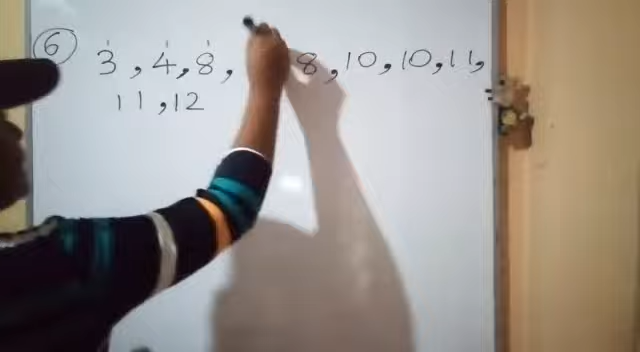 ⑥ 3, 4, 8, 8, 10, 10, 11,
11, 12